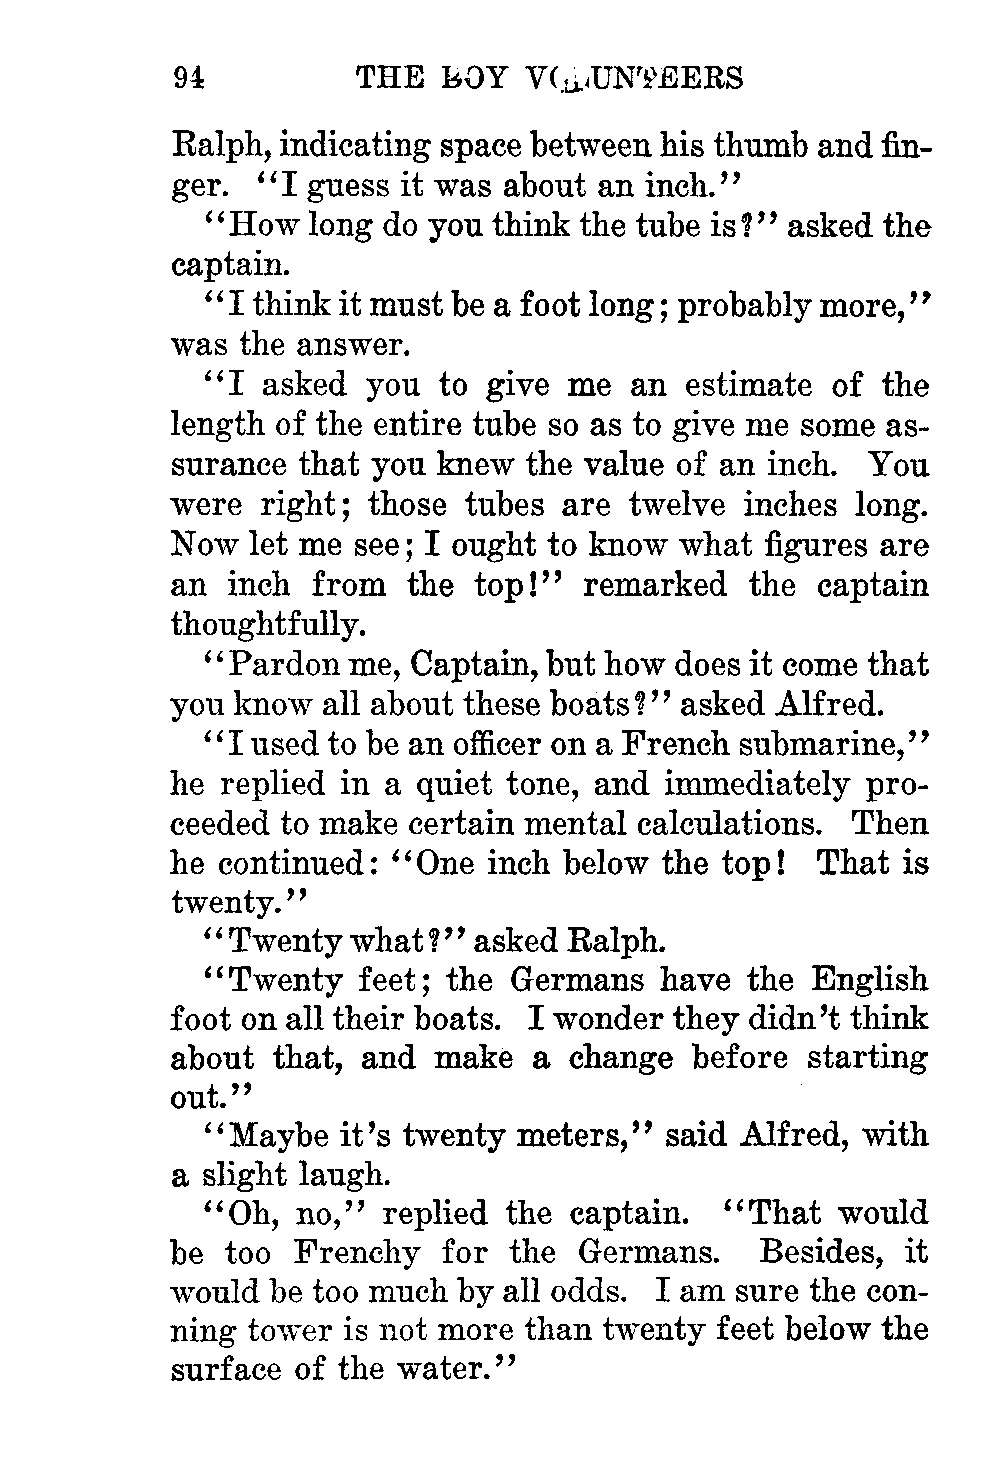 94 THE BOY VOLUNTEERS
Ralph, indicating space between his thumb and fin-
ger. "I guess it was about an inch."
"How long do you think the tube is?" asked the
captain.
"I think it must be a foot long; probably more,"
was the answer.
"I asked you to give me an estimate of the
length of the entire tube so as to give me some as-
surance that you knew the value of an inch. You
were right; those tubes are twelve inches long.
Now let me see; I ought to know what figures are
an inch from the top!" remarked the captain
thoughtfully.
"Pardon me, Captain, but how does it come that
you know all about these boats?" asked Alfred.
"I used to be an officer on a French submarine,"
he replied in a quiet tone, and immediately pro-
ceeded to make certain mental calculations. Then
he continued: "One inch below the top! That is
twenty."
"Twenty what?" asked Ralph.
"Twenty feet; the Germans have the English
foot on all their boats. I wonder they didn't think
about that, and make a change before starting
out."
"Maybe it's twenty meters," said Alfred, with
a slight laugh.
"Oh, no," replied the captain. "That would
be too Frenchy for the Germans. Besides, it
would be too much by all odds. I am sure the con-
ning tower is not more than twenty feet below the
surface of the water."